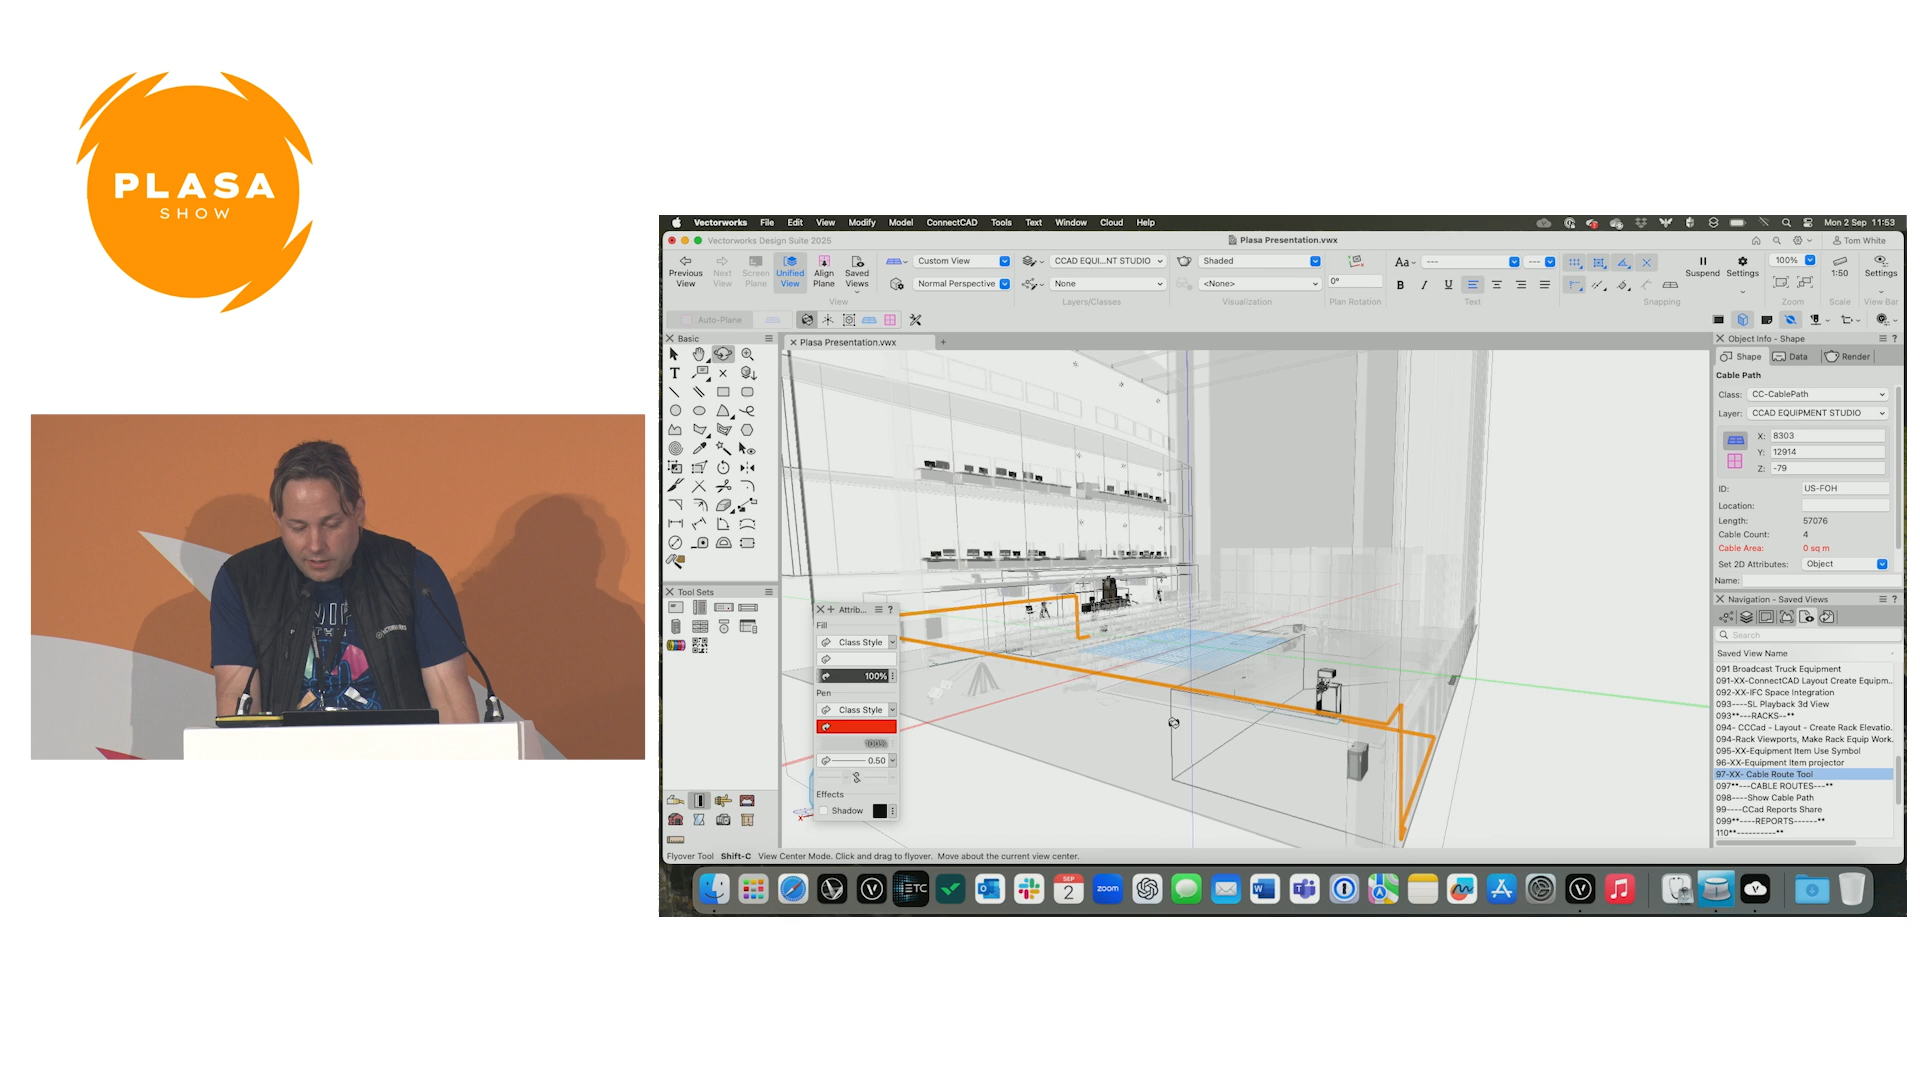 PLASA
SHOW
Vectorworks File Edit View Modify Model ConnectCAD Tools Text Window Cloud Help
Mon 2 Sep 11:53
Vectorworks Design Suite 2025
Plasa Presentation.vwx
Tom White
Previous View
Next View
Screen Plane
Unified View
Align Plane
Saved Views
Custom View
Normal Perspective
View
CCAD EQUI...NT STUDIO
None
Layers/Classes
Shaded
<None>
Visualization
0°
Plan Rotation
Aa
---
---
B I U
Text
Suspend
Settings
Snapping
100%
Zoom
1:50
Scale
Settings
View Bar
Auto-Plane
Basic
Plasa Presentation.vwx
Tool Sets
Attrib...
Fill
Class Style
100%
Pen
Class Style
100%
0.50
Effects
Shadow
Object Info - Shape
Shape Data Render
Cable Path
Class: CC-CablePath
Layer: CCAD EQUIPMENT STUDIO
X: 8303
Y: 12914
Z: -79
ID: US-FOH
Location:
Length: 57076
Cable Count: 4
Cable Area: 0 sq m
Set 2D Attributes: Object
Name:
Navigation - Saved Views
Search
Saved View Name
091 Broadcast Truck Equipment
091-XX-ConnectCAD Layout Create Equipm..
092-XX-IFC Space Integration
093----SL Playback 3d View
093**---RACKS--**
094- CCCad - Layout - Create Rack Elevatio..
094-Rack Viewports, Make Rack Equip Work.
095-XX-Equipment Item Use Symbol
96-XX-Equipment Item projector
97-XX- Cable Route Tool
097**---CABLE ROUTES---**
098----Show Cable Path
99----CCad Reports Share
099**----REPORTS------**
110**----------**
Flyover Tool Shift-C View Center Mode. Click and drag to flyover. Move about the current view center.
ETC
SEP
2
zoom